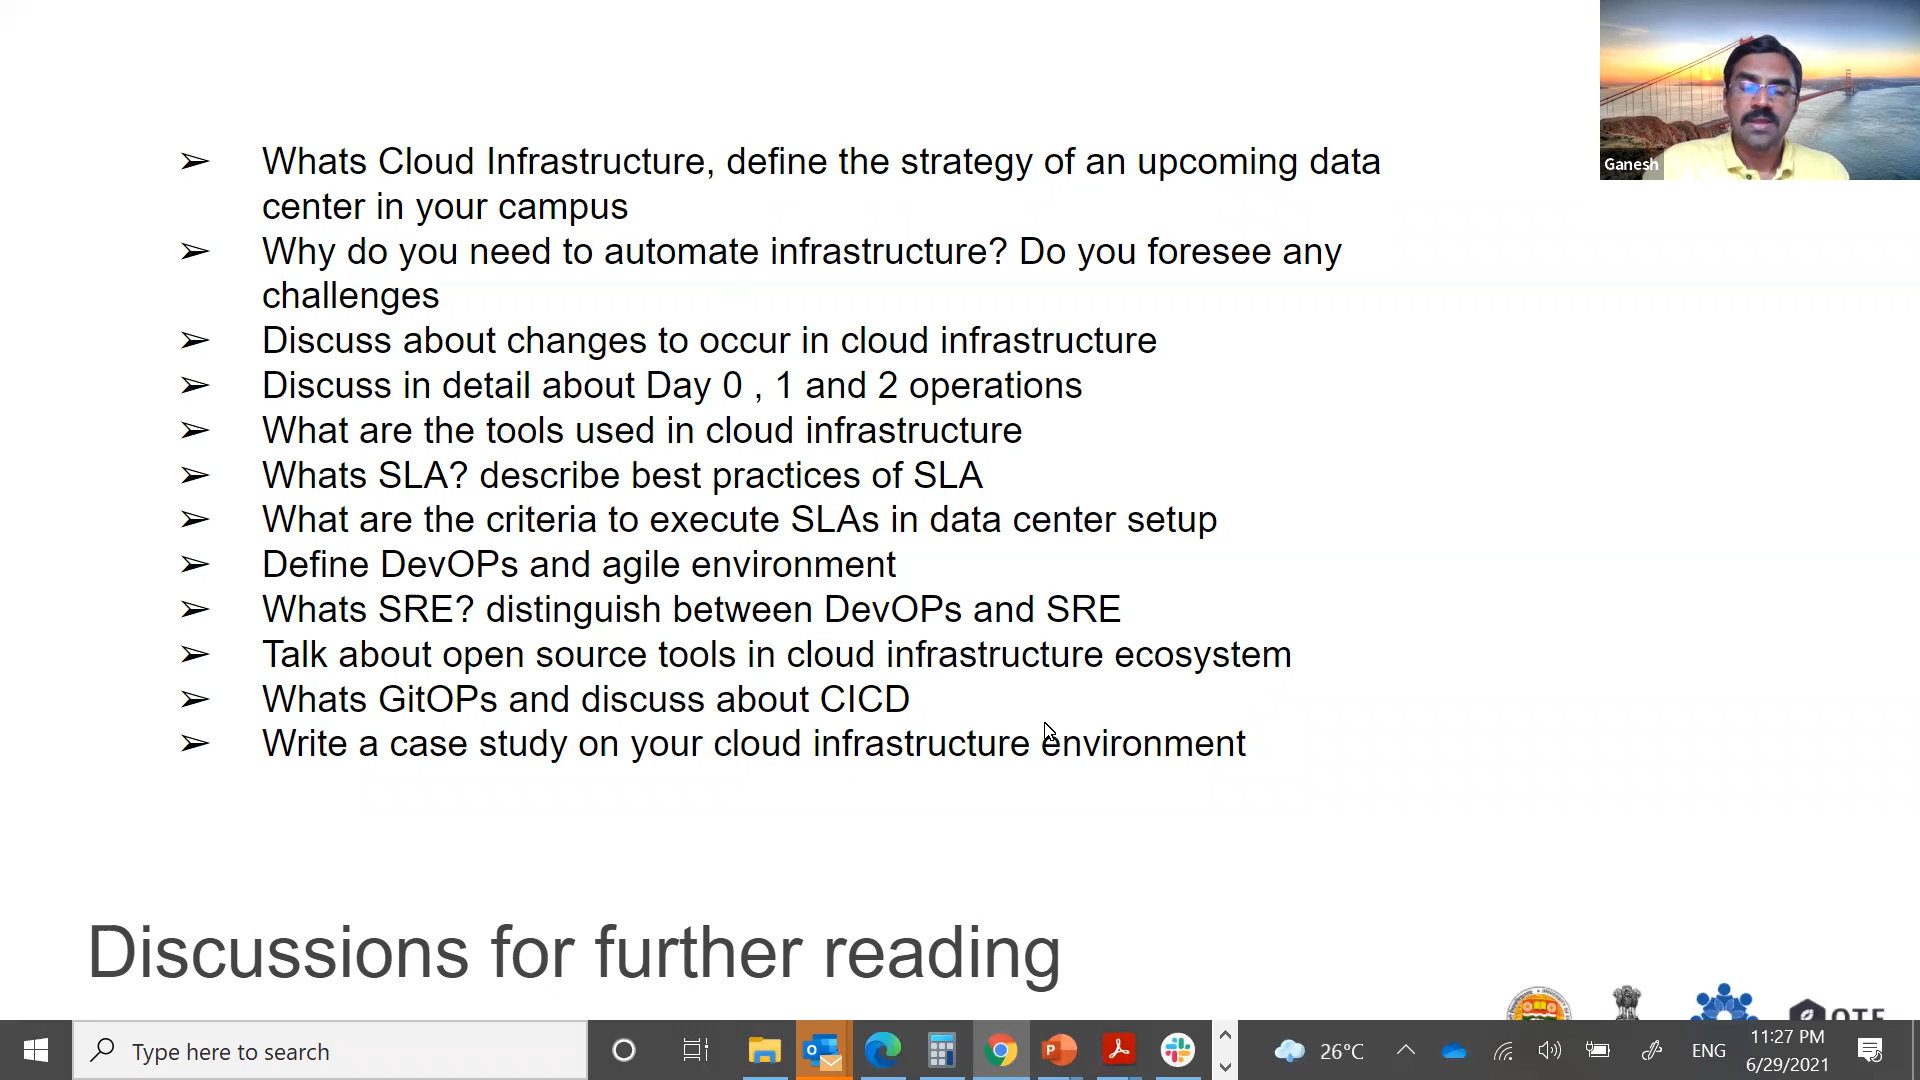 ➢ Whats Cloud Infrastructure, define the strategy of an upcoming data
center in your campus
➢ Why do you need to automate infrastructure? Do you foresee any
challenges
➢ Discuss about changes to occur in cloud infrastructure
➢ Discuss in detail about Day 0 , 1 and 2 operations
➢ What are the tools used in cloud infrastructure
➢ Whats SLA? describe best practices of SLA
➢ What are the criteria to execute SLAs in data center setup
➢ Define DevOPs and agile environment
➢ Whats SRE? distinguish between DevOPs and SRE
➢ Talk about open source tools in cloud infrastructure ecosystem
➢ Whats GitOPs and discuss about CICD
➢ Write a case study on your cloud infrastructure environment
Ganesh
Discussions for further reading
Type here to search
26°C
ENG
11:27 PM
6/29/2021